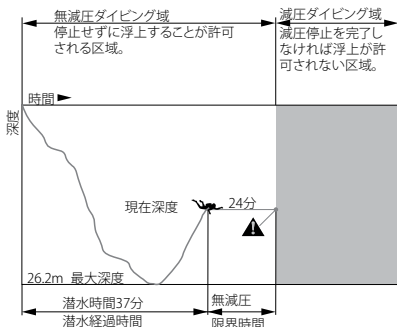 無減圧ダイビング域
停止せずに浮上することが許可
される区域。
減圧ダイビング域
減圧停止を完了し
なければ浮上が許
可されない区域。
時間
深度
現在深度
24分
26.2m 最大深度
潜水時間37分
潜水経過時間
無減圧
限界時間